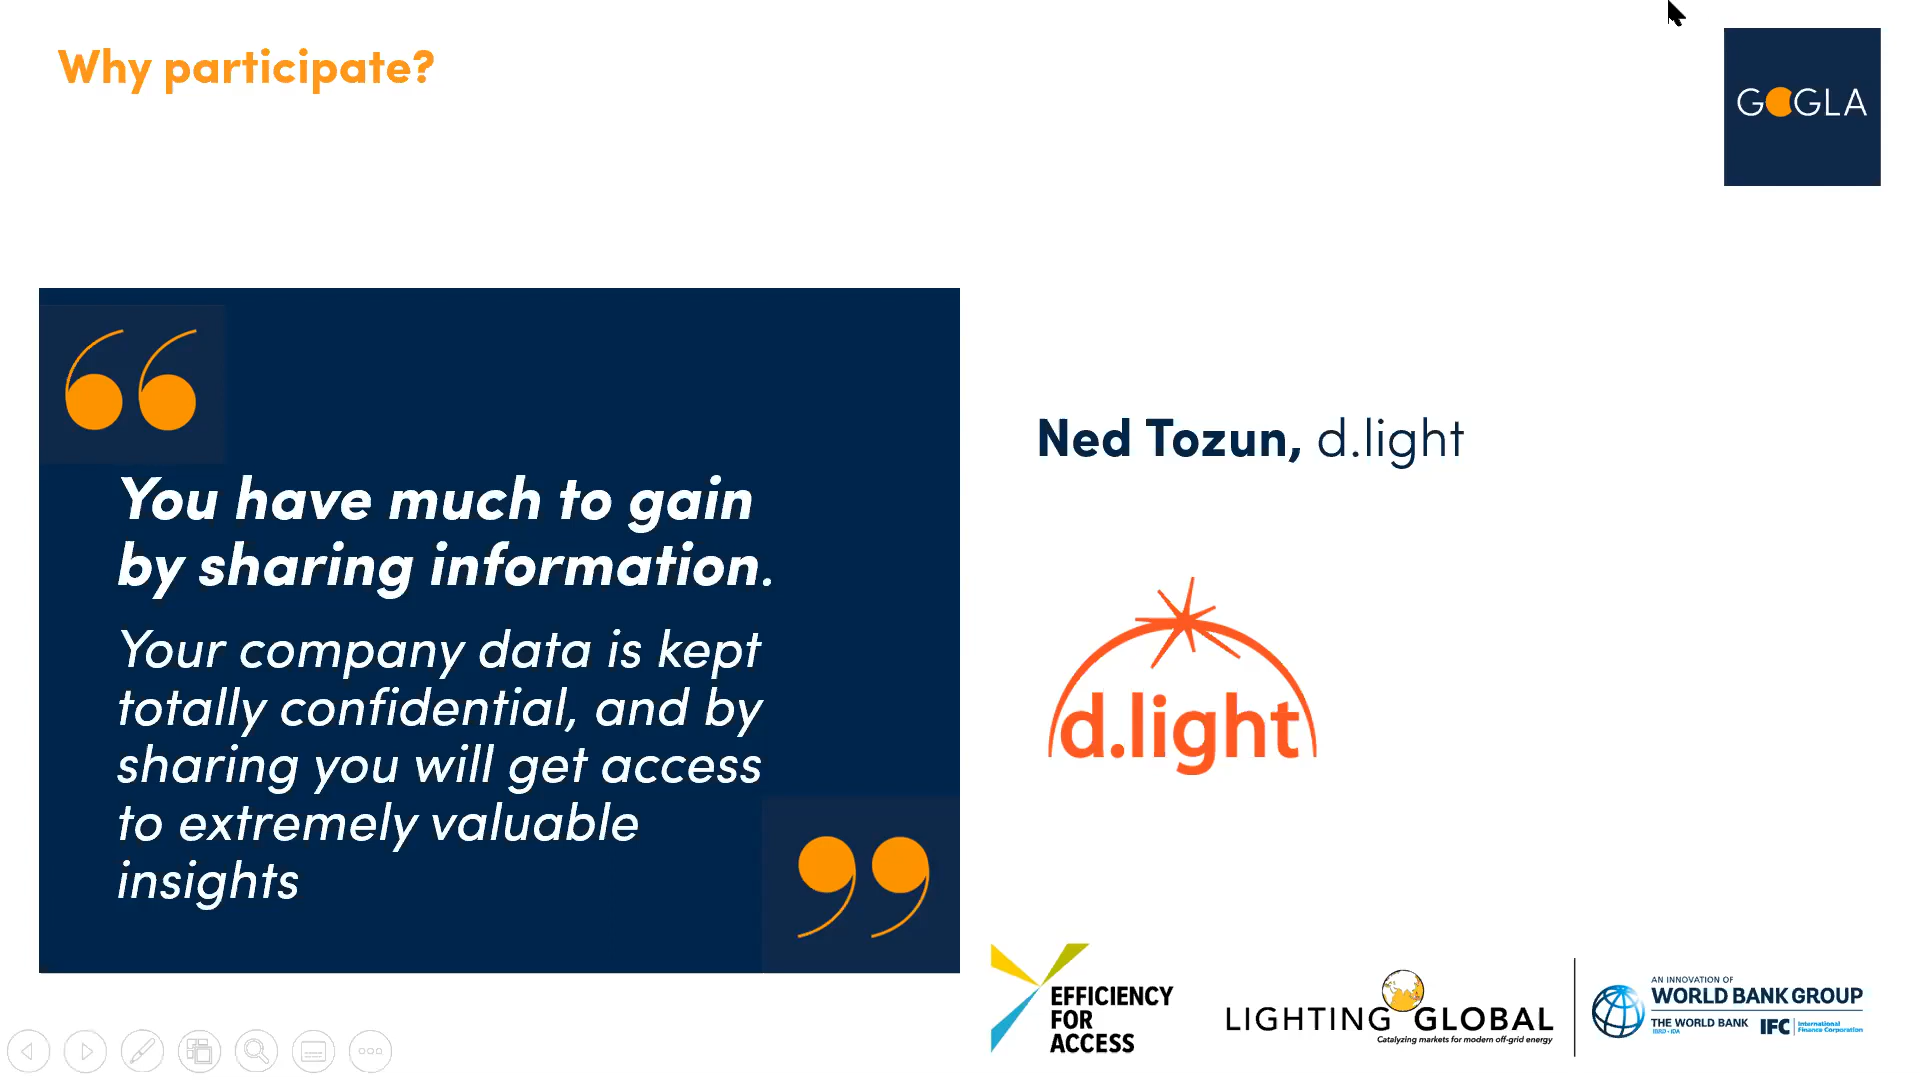 Why participate?
GOGLA
You have much to gain
by sharing information.
Your company data is kept
totally confidential, and by
sharing you will get access
to extremely valuable
insights
Ned Tozun, d.light
d.light
EFFICIENCY
FOR
ACCESS
LIGHTING GLOBAL
Catalyzing markets for modern off-grid energy
AN INNOVATION OF
WORLD BANK GROUP
THE WORLD BANK
IBRD • IDA
IFC
International
Finance Corporation